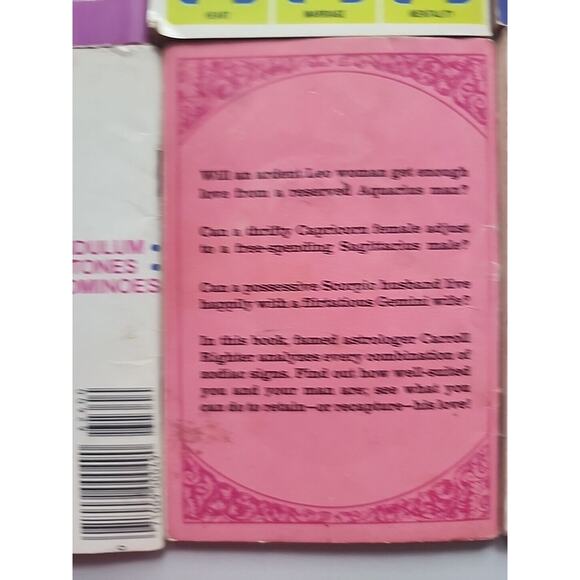 MARRIAGE
MENTALITY
DULUM •
TONES •
OMINOES
Will an ardent Leo woman get enough
love from a reserved Aquarius man?
Can a thrifty Capricorn female adjust
to a free-spending Sagittarius male?
Can a possessive Scorpio husband live
happily with a flirtatious Gemini wife?
In this book, famed astrologer Carroll
Righter analyzes every combination of
zodiac signs. Find out how well-suited
you and your man are; see what you
can do to retain—or recapture—his love!